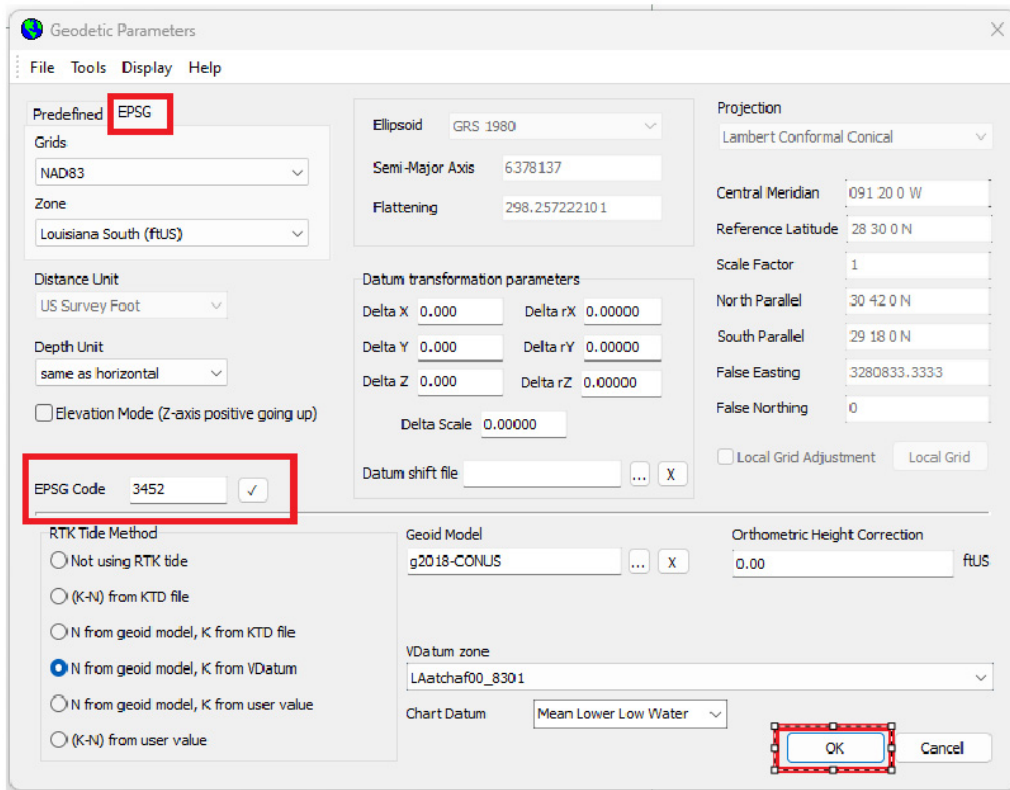 Geodetic Parameters
File Tools Display Help
Predefined EPSG
Grids
NAD83
Zone
Louisiana South (ftUS)
Distance Unit
US Survey Foot
Depth Unit
same as horizontal
Elevation Mode (Z-axis positive going up)
EPSG Code 3452 ✓
Ellipsoid GRS 1980
Semi-Major Axis 6378137
Flattening 298.257222101
Datum transformation parameters
Delta X 0.000 Delta rX 0.00000
Delta Y 0.000 Delta rY 0.00000
Delta Z 0.000 Delta rZ 0.00000
Delta Scale 0.00000
Datum shift file ... X
Projection
Lambert Conformal Conical
Central Meridian 091 20 0 W
Reference Latitude 28 30 0 N
Scale Factor 1
North Parallel 30 42 0 N
South Parallel 29 18 0 N
False Easting 3280833.3333
False Northing 0
Local Grid Adjustment Local Grid
RTK Tide Method
Not using RTK tide
(K-N) from KTD file
N from geoid model, K from KTD file
N from geoid model, K from VDatum
N from geoid model, K from user value
(K-N) from user value
Geoid Model
g2018-CONUS ... X
Orthometric Height Correction
0.00 ftUS
VDatum zone
LAatchaf00_8301
Chart Datum Mean Lower Low Water
OK Cancel